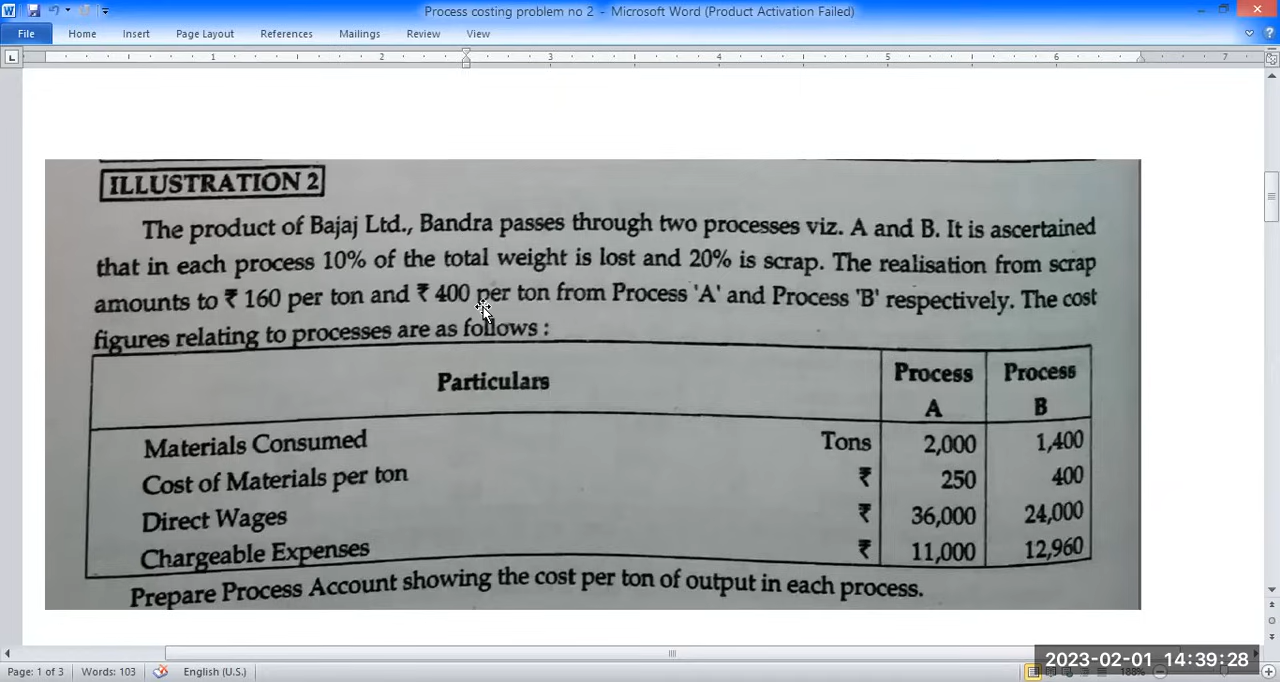 Process costing problem no 2 - Microsoft Word (Product Activation Failed)
File Home Insert Page Layout References Mailings Review View
L 1 2 3 4 5 6 7
ILLUSTRATION 2
The product of Bajaj Ltd., Bandra passes through two processes viz. A and B. It is ascertained
that in each process 10% of the total weight is lost and 20% is scrap. The realisation from scrap
amounts to ₹ 160 per ton and ₹ 400 per ton from Process 'A' and Process 'B' respectively. The cost
figures relating to processes are as follows :
Particulars Process A Process B
Materials Consumed Tons 2,000 1,400
Cost of Materials per ton ₹ 250 400
Direct Wages ₹ 36,000 24,000
Chargeable Expenses ₹ 11,000 12,960
Prepare Process Account showing the cost per ton of output in each process.
2023-02-01 14:39:28
Page: 1 of 3 Words: 103 English (U.S.)